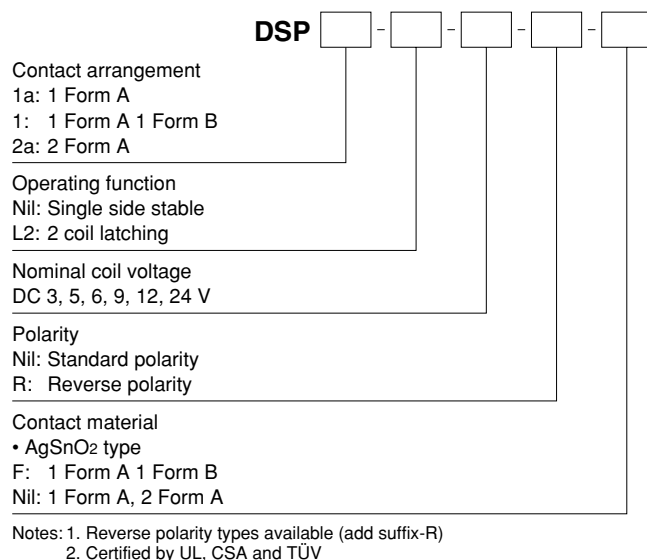 DSP - - - -
Contact arrangement
1a: 1 Form A
1: 1 Form A 1 Form B
2a: 2 Form A
Operating function
Nil: Single side stable
L2: 2 coil latching
Nominal coil voltage
DC 3, 5, 6, 9, 12, 24 V
Polarity
Nil: Standard polarity
R: Reverse polarity
Contact material
• AgSnO2 type
F: 1 Form A 1 Form B
Nil: 1 Form A, 2 Form A
Notes: 1. Reverse polarity types available (add suffix-R)
2. Certified by UL, CSA and TÜV